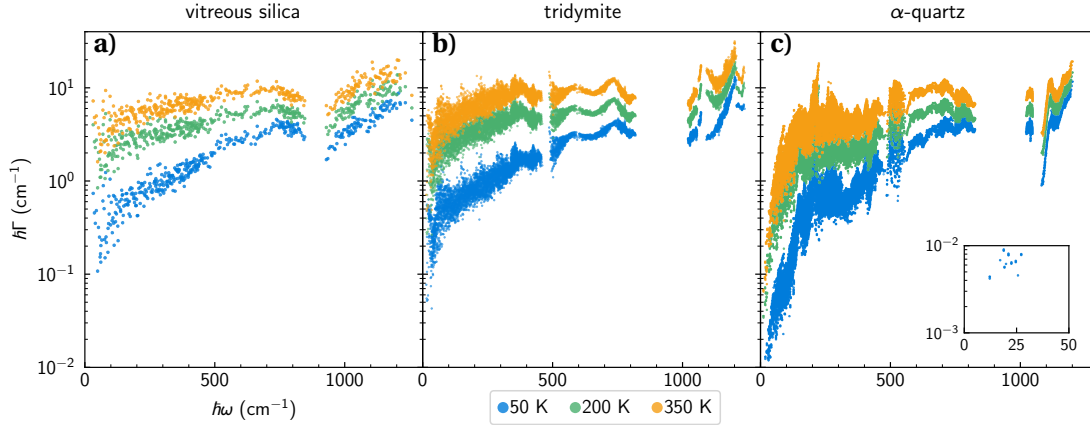 vitreous silica
tridymite
α-quartz
a)
b)
c)
10¹
10⁰
10⁻¹
10⁻²
ħΓ (cm⁻¹)
10⁻²
10⁻³
0 25 50
0 500 1000
0 500 1000
0 500 1000
ħω (cm⁻¹)
50 K 200 K 350 K